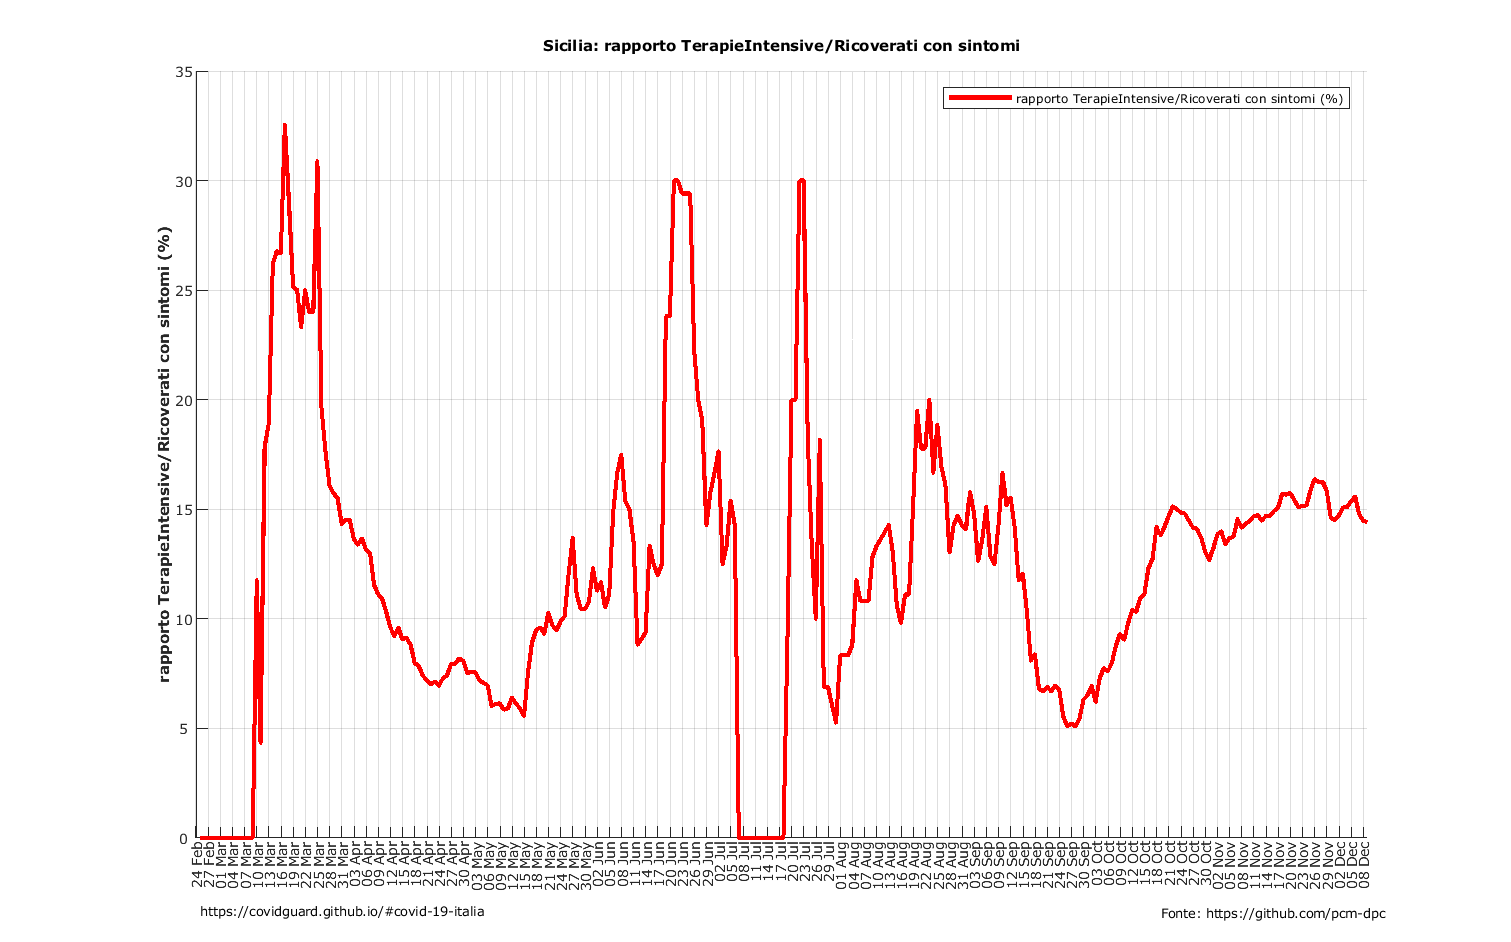 Sicilia: rapporto TerapieIntensive/Ricoverati con sintomi
rapporto TerapieIntensive/Ricoverati con sintomi (%)
rapporto TerapieIntensive/Ricoverati con sintomi (%)
35
30
25
20
15
10
5
0
24 Feb
27 Feb
01 Mar
04 Mar
07 Mar
10 Mar
13 Mar
16 Mar
19 Mar
22 Mar
25 Mar
28 Mar
31 Mar
03 Apr
06 Apr
09 Apr
12 Apr
15 Apr
18 Apr
21 Apr
24 Apr
27 Apr
30 Apr
03 May
06 May
09 May
12 May
15 May
18 May
21 May
24 May
27 May
30 May
02 Jun
05 Jun
08 Jun
11 Jun
14 Jun
17 Jun
20 Jun
23 Jun
26 Jun
29 Jun
02 Jul
05 Jul
08 Jul
11 Jul
14 Jul
17 Jul
20 Jul
23 Jul
26 Jul
29 Jul
01 Aug
04 Aug
07 Aug
10 Aug
13 Aug
16 Aug
19 Aug
22 Aug
25 Aug
28 Aug
31 Aug
03 Sep
06 Sep
09 Sep
12 Sep
15 Sep
18 Sep
21 Sep
24 Sep
27 Sep
30 Sep
03 Oct
06 Oct
09 Oct
12 Oct
15 Oct
18 Oct
21 Oct
24 Oct
27 Oct
30 Oct
02 Nov
05 Nov
08 Nov
11 Nov
14 Nov
17 Nov
20 Nov
23 Nov
26 Nov
29 Nov
02 Dec
05 Dec
08 Dec
https://covidguard.github.io/#covid-19-italia
Fonte: https://github.com/pcm-dpc